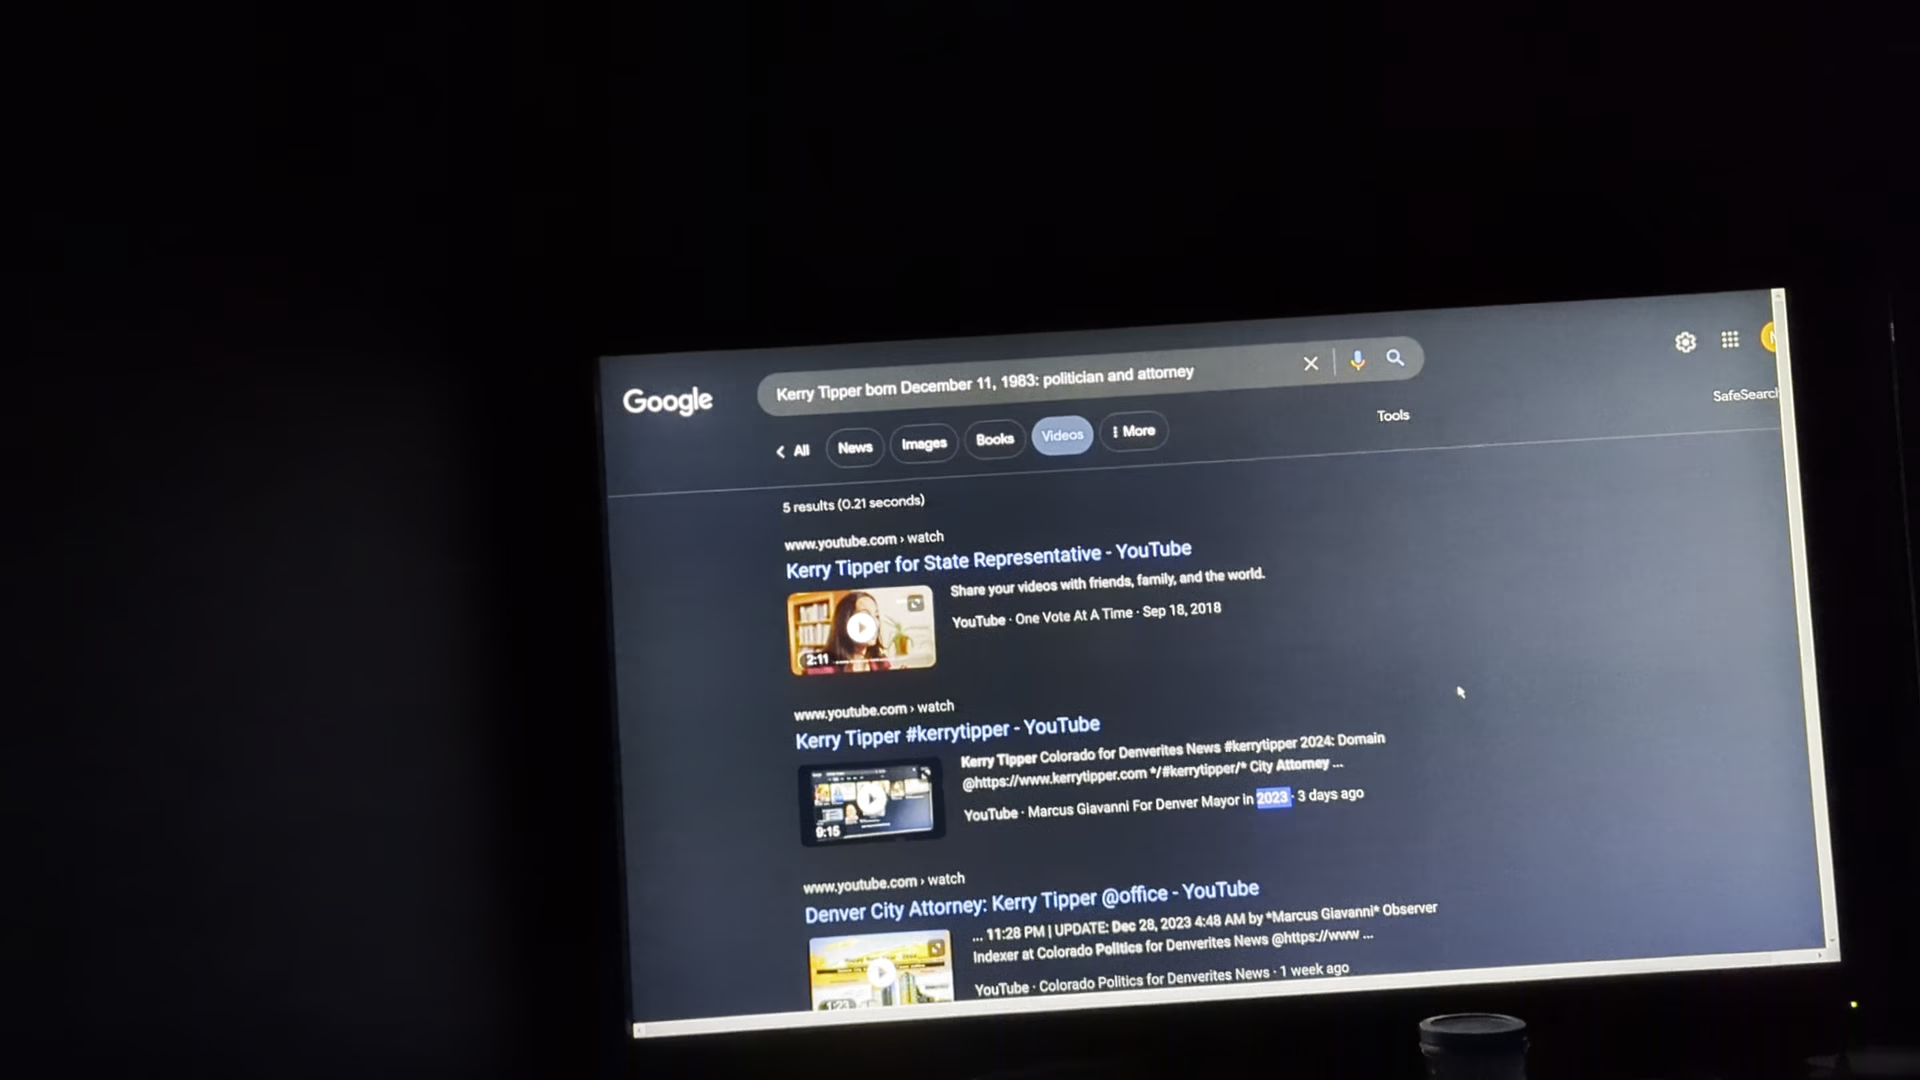 Google
Kerry Tipper born December 11, 1983: politician and attorney
All
News
Images
Books
Videos
More
Tools
SafeSearch
5 results (0.21 seconds)
www.youtube.com › watch
Kerry Tipper for State Representative - YouTube
Share your videos with friends, family, and the world.
YouTube · One Vote At A Time · Sep 18, 2018
2:11
www.youtube.com › watch
Kerry Tipper #kerrytipper - YouTube
Kerry Tipper Colorado for Denverites News #kerrytipper 2024: Domain
@https://www.kerrytipper.com */#kerrytipper/* City Attorney ...
YouTube · Marcus Giavanni For Denver Mayor in 2023 · 3 days ago
9:15
www.youtube.com › watch
Denver City Attorney: Kerry Tipper @office - YouTube
... 11:28 PM | UPDATE: Dec 28, 2023 4:48 AM by *Marcus Giavanni* Observer
Indexer at Colorado Politics for Denverites News @https://www ...
YouTube · Colorado Politics for Denverites News · 1 week ago
1:23